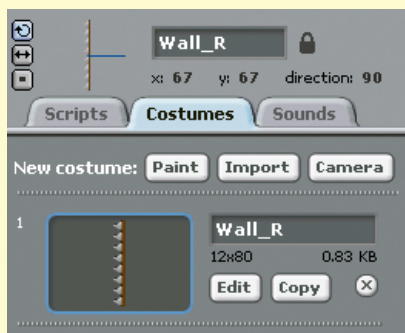 Wall_R
x: 67 y: 67 direction: 90
Scripts Costumes Sounds
New costume: Paint Import Camera
1
Wall_R
12x80 0.83 KB
Edit Copy